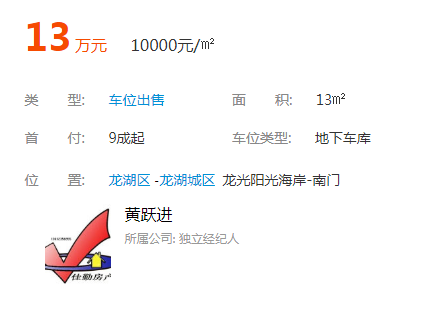 13 万元 10000元/㎡
类 型: 车位出售 面 积: 13㎡
首 付: 9成起 车位类型: 地下车库
位 置: 龙湖区 -龙湖城区 龙光阳光海岸-南门
黄跃进
所属公司: 独立经纪人
佳勤房产